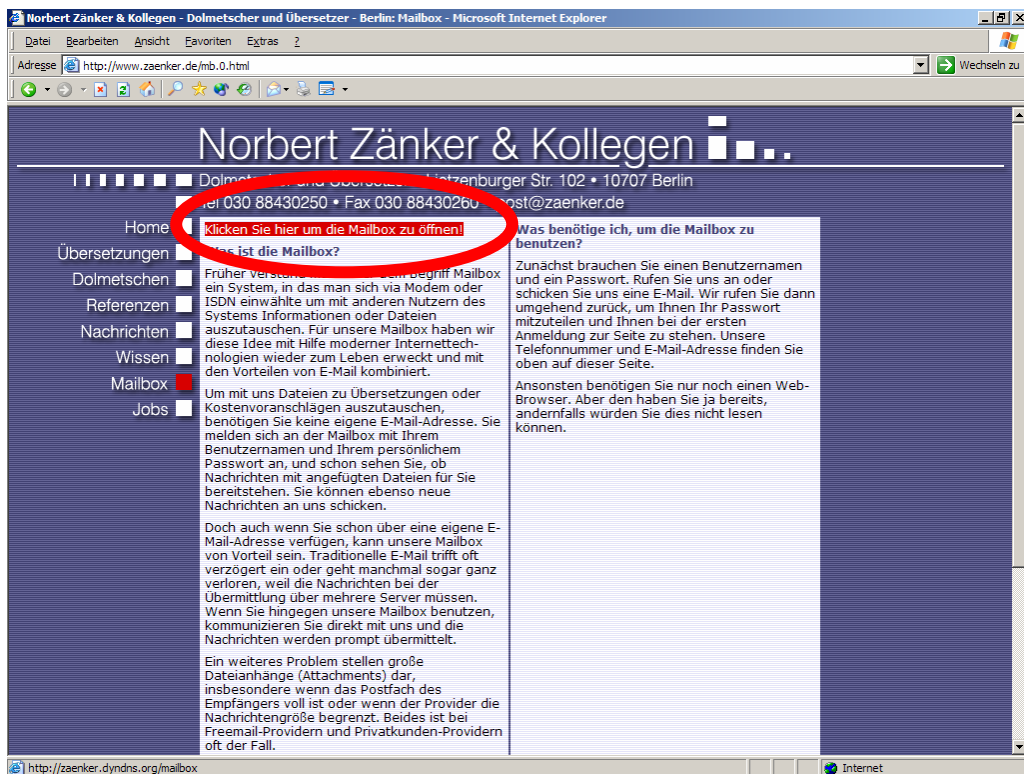 Norbert Zänker & Kollegen - Dolmetscher und Übersetzer - Berlin: Mailbox - Microsoft Internet Explorer
Datei Bearbeiten Ansicht Favoriten Extras ?
Adresse http://www.zaenker.de/mb.0.html Wechseln zu
Norbert Zänker & Kollegen
Str. 102 • 10707 Berlin
030 88430250 • Fax 030 88430260
Home
Übersetzungen
Dolmetschen
Referenzen
Nachrichten
Wissen
Mailbox
Jobs
Klicken Sie hier um die Mailbox zu öffnen!
Was ist die Mailbox?
Früher Begriff Mailbox
ein System, in das man sich via Modem oder
ISDN einwählte um mit anderen Nutzern des
Systems Informationen oder Dateien
auszutauschen. Für unsere Mailbox haben wir
diese Idee mit Hilfe moderner Internettech-
nologien wieder zum Leben erweckt und mit
den Vorteilen von E-Mail kombiniert.
Um mit uns Dateien zu Übersetzungen oder
Kostenvoranschlägen auszutauschen,
benötigen Sie keine eigene E-Mail-Adresse. Sie
melden sich an der Mailbox mit Ihrem
Benutzernamen und Ihrem persönlichem
Passwort an, und schon sehen Sie, ob
Nachrichten mit angefügten Dateien für Sie
bereitstehen. Sie können ebenso neue
Nachrichten an uns schicken.
Doch auch wenn Sie schon über eine eigene E-
Mail-Adresse verfügen, kann unsere Mailbox
von Vorteil sein. Traditionelle E-Mail trifft oft
verzögert ein oder geht manchmal sogar ganz
verloren, weil die Nachrichten bei der
Übermittlung über mehrere Server müssen.
Wenn Sie hingegen unsere Mailbox benutzen,
kommunizieren Sie direkt mit uns und die
Nachrichten werden prompt übermittelt.
Ein weiteres Problem stellen große
Dateianhänge (Attachments) dar,
insbesondere wenn das Postfach des
Empfängers voll ist oder wenn der Provider die
Nachrichtengröße begrenzt. Beides ist bei
Freemail-Providern und Privatkunden-Providern
oft der Fall.
Was benötige ich, um die Mailbox zu
benutzen?
Zunächst brauchen Sie einen Benutzernamen
und ein Passwort. Rufen Sie uns an oder
schicken Sie uns eine E-Mail. Wir rufen Sie dann
umgehend zurück, um Ihnen Ihr Passwort
mitzuteilen und Ihnen bei der ersten
Anmeldung zur Seite zu stehen. Unsere
Telefonnummer und E-Mail-Adresse finden Sie
oben auf dieser Seite.
Ansonsten benötigen Sie nur noch einen Web-
Browser. Aber den haben Sie ja bereits,
andernfalls würden Sie dies nicht lesen
können.
http://zaenker.dyndns.org/mailbox Internet